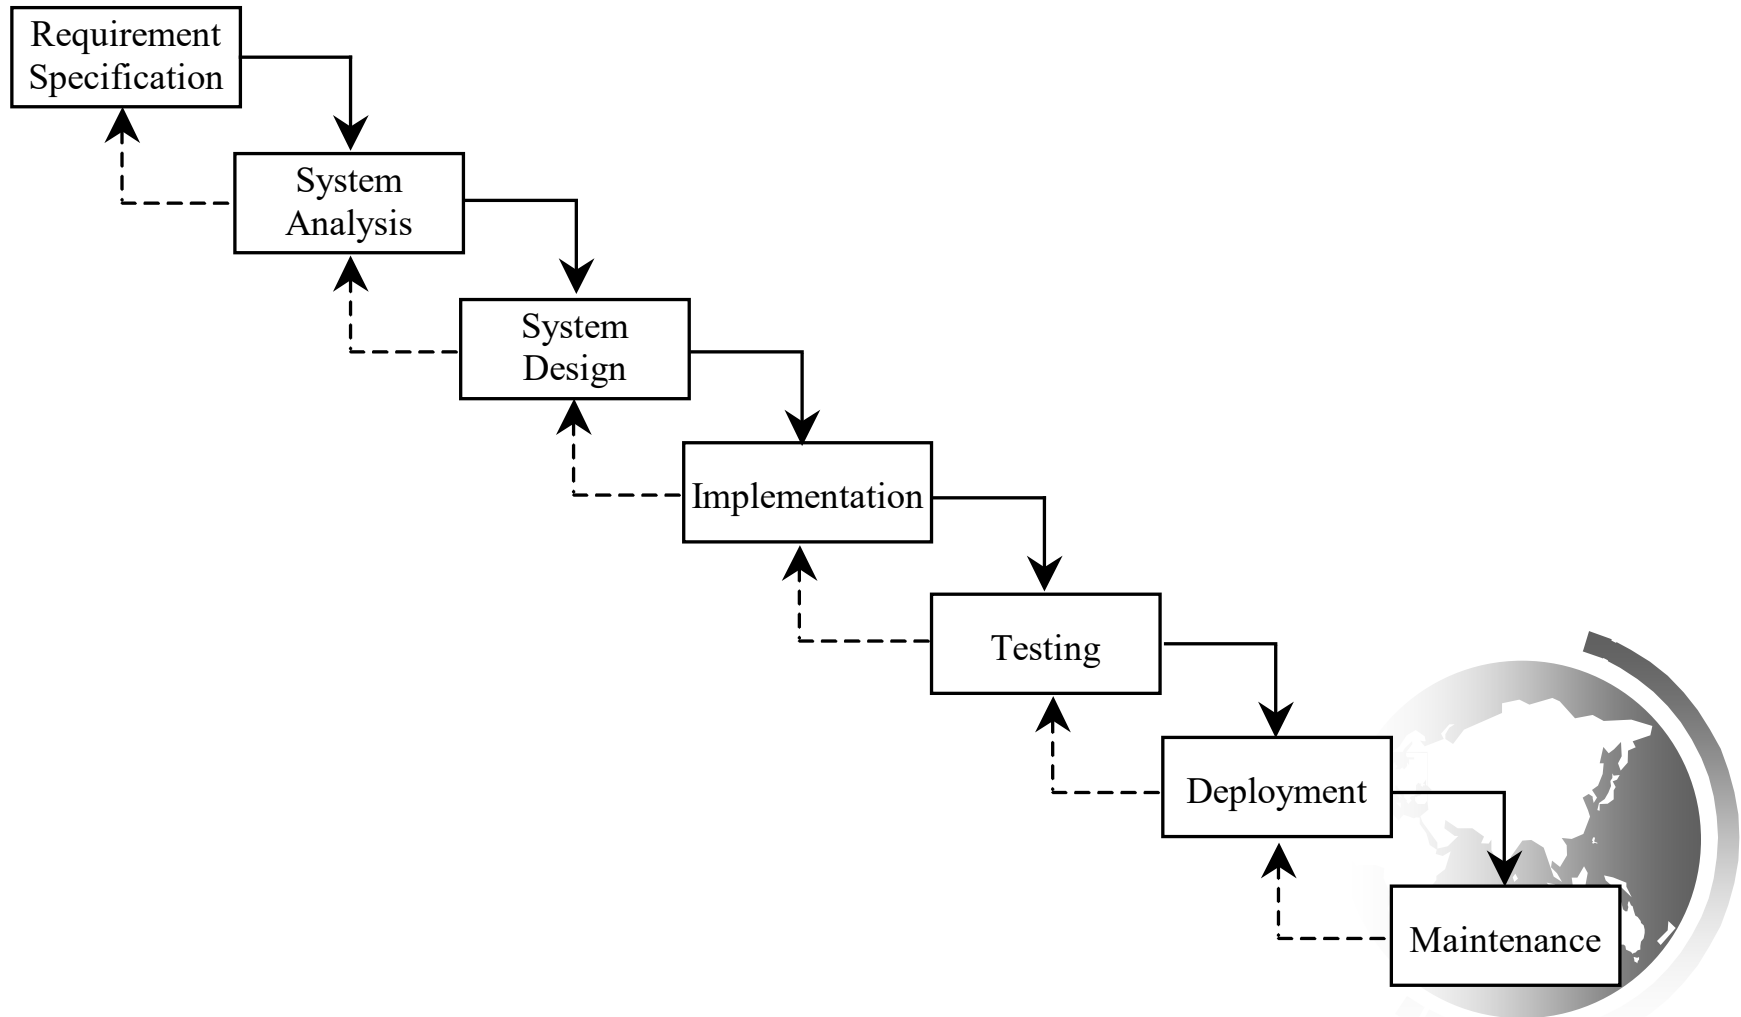 Requirement
Specification
System
Analysis
System
Design
Implementation
Testing
Deployment
Maintenance